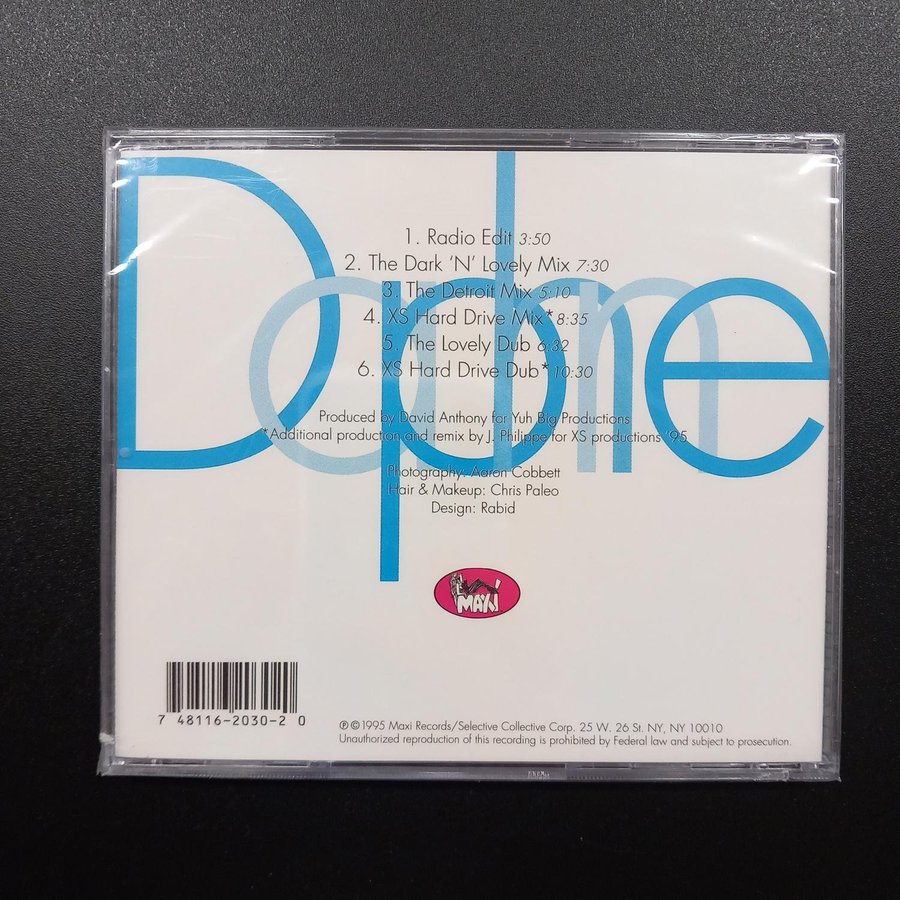 Daphne
1. Radio Edit 3:50
2. The Dark 'N' Lovely Mix 7:30
3. The Detroit Mix 5:10
4. XS Hard Drive Mix* 8:35
5. The Lovely Dub 6:32
6. XS Hard Drive Dub* 10:30
Produced by David Anthony for Yuh Big Productions
*Additional production and remix by J. Philippe for XS productions '95
Photography: Aaron Cobbett
Hair & Makeup: Chris Paleo
Design: Rabid
MAXI
7 48116-2030-2 0
℗©1995 Maxi Records/Selective Collective Corp. 25 W. 26 St. NY, NY 10010
Unauthorized reproduction of this recording is prohibited by Federal law and subject to prosecution.